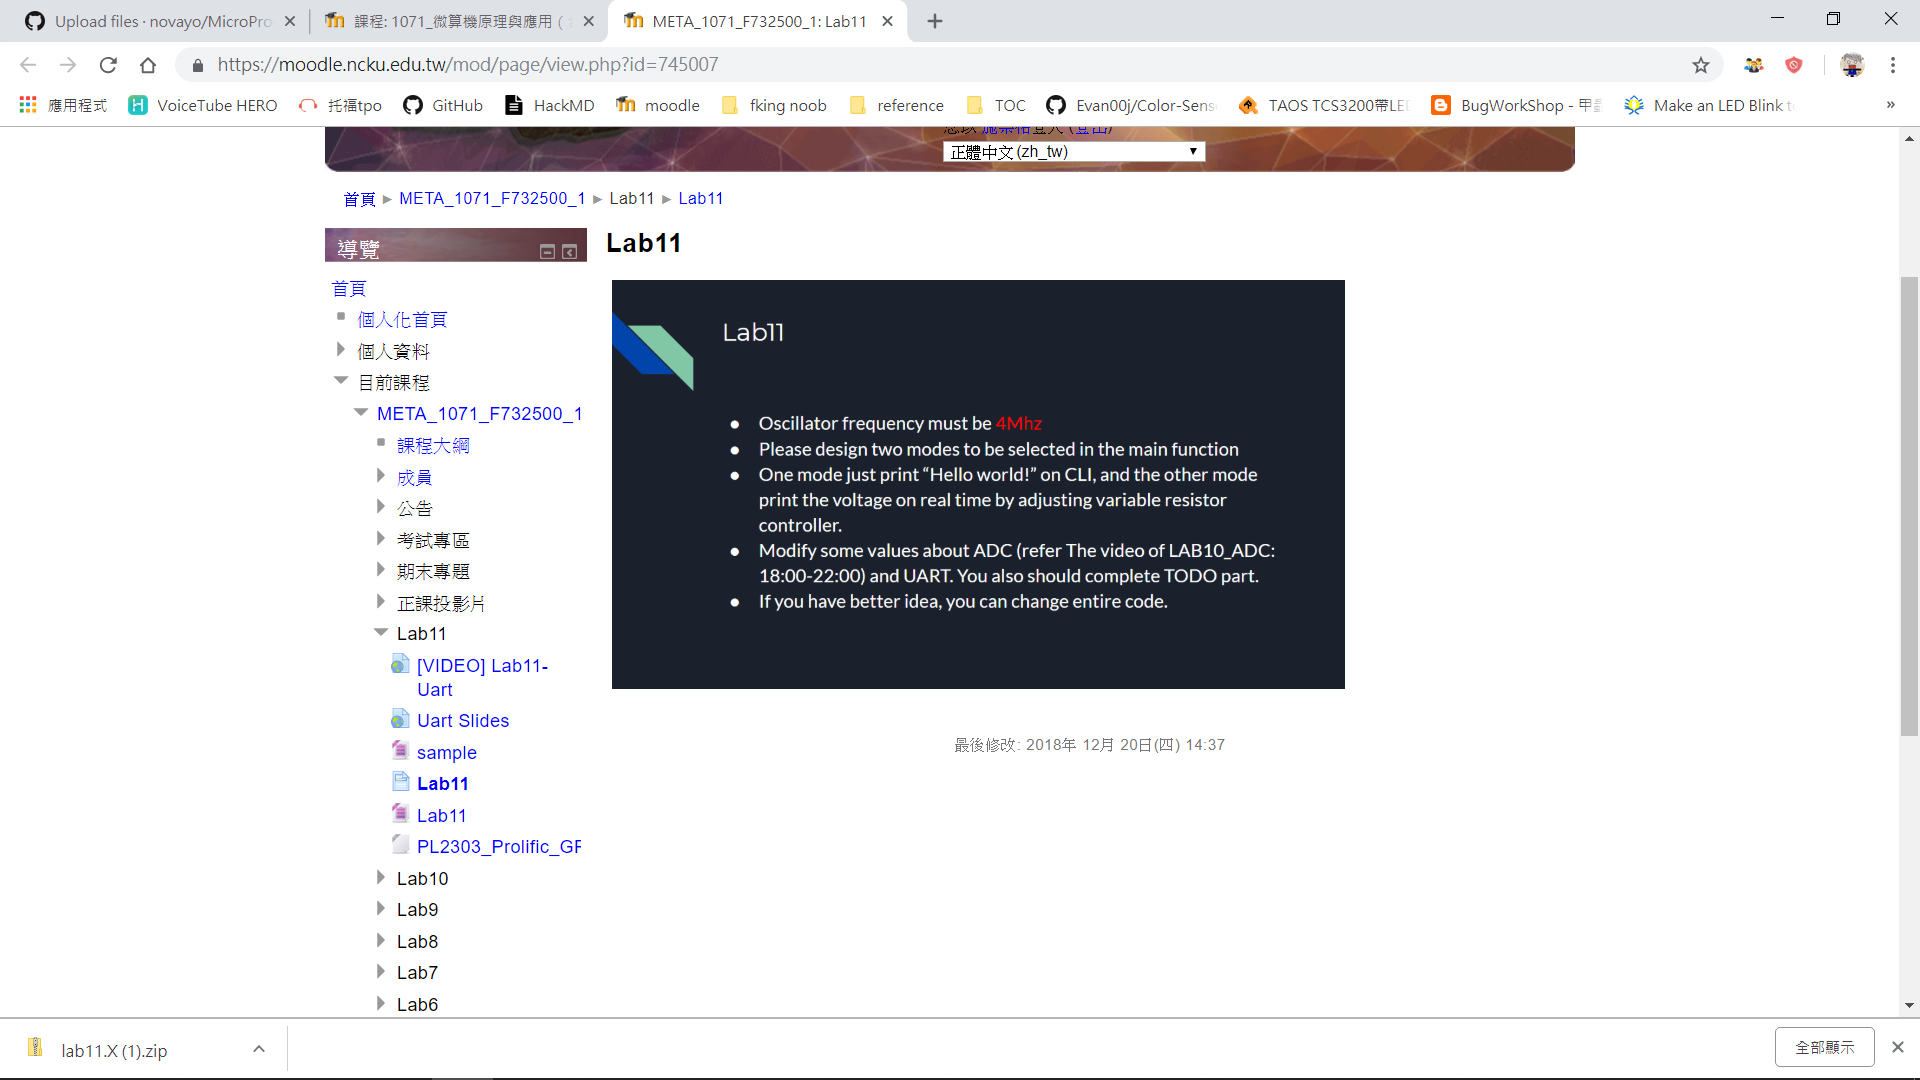 Upload files · novayo/MicroPro
課程: 1071_微算機原理與應用 (
META_1071_F732500_1: Lab11
https://moodle.ncku.edu.tw/mod/page/view.php?id=745007
應用程式
VoiceTube HERO
托福tpo
GitHub
HackMD
moodle
fking noob
reference
TOC
Evan00j/Color-Sens
TAOS TCS3200帶LED
BugWorkShop - 甲
Make an LED Blink t
»
正體中文 (zh_tw)
首頁 ► META_1071_F732500_1 ► Lab11 ► Lab11
導覽
首頁
個人化首頁
個人資料
目前課程
META_1071_F732500_1
課程大綱
成員
公告
考試專區
期末專題
正課投影片
Lab11
[VIDEO] Lab11-
Uart
Uart Slides
sample
Lab11
Lab11
PL2303_Prolific_GF
Lab10
Lab9
Lab8
Lab7
Lab6
Lab11
Lab11
● Oscillator frequency must be 4Mhz
● Please design two modes to be selected in the main function
● One mode just print “Hello world!” on CLI, and the other mode
print the voltage on real time by adjusting variable resistor
controller.
● Modify some values about ADC (refer The video of LAB10_ADC:
18:00-22:00) and UART. You also should complete TODO part.
● If you have better idea, you can change entire code.
最後修改: 2018年 12月 20日(四) 14:37
lab11.X (1).zip
全部顯示